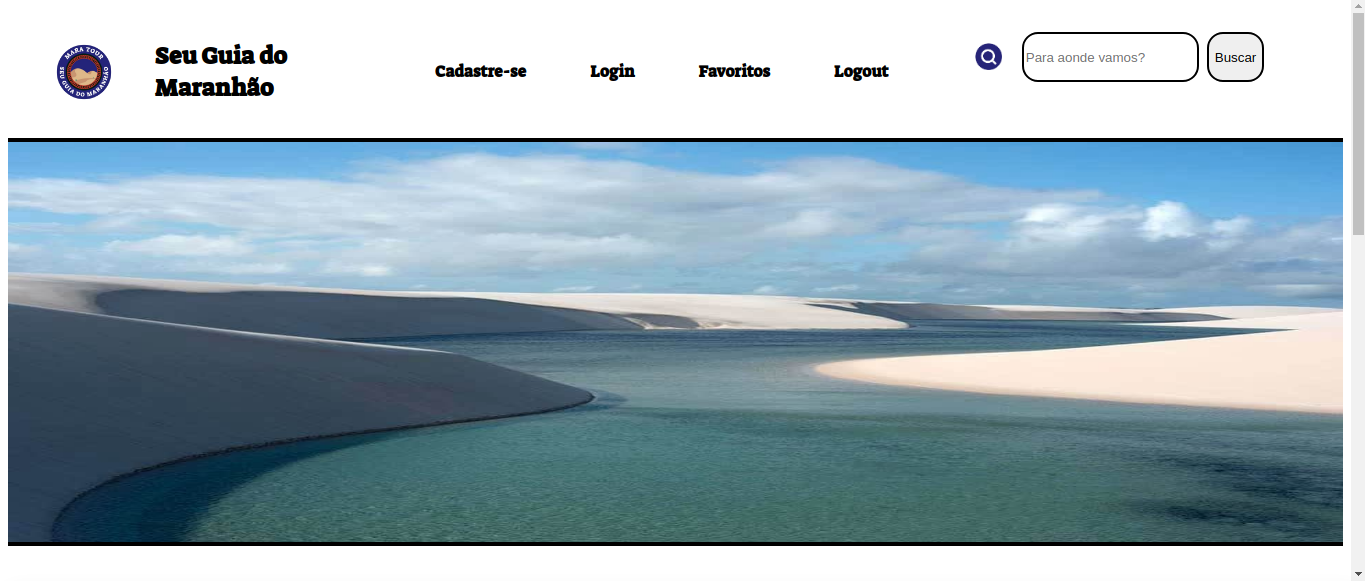 MARA TOUR
SEU GUIA DO MARANHÃO
Seu Guia do
Maranhão
Cadastre-se
Login
Favoritos
Logout
Para aonde vamos?
Buscar